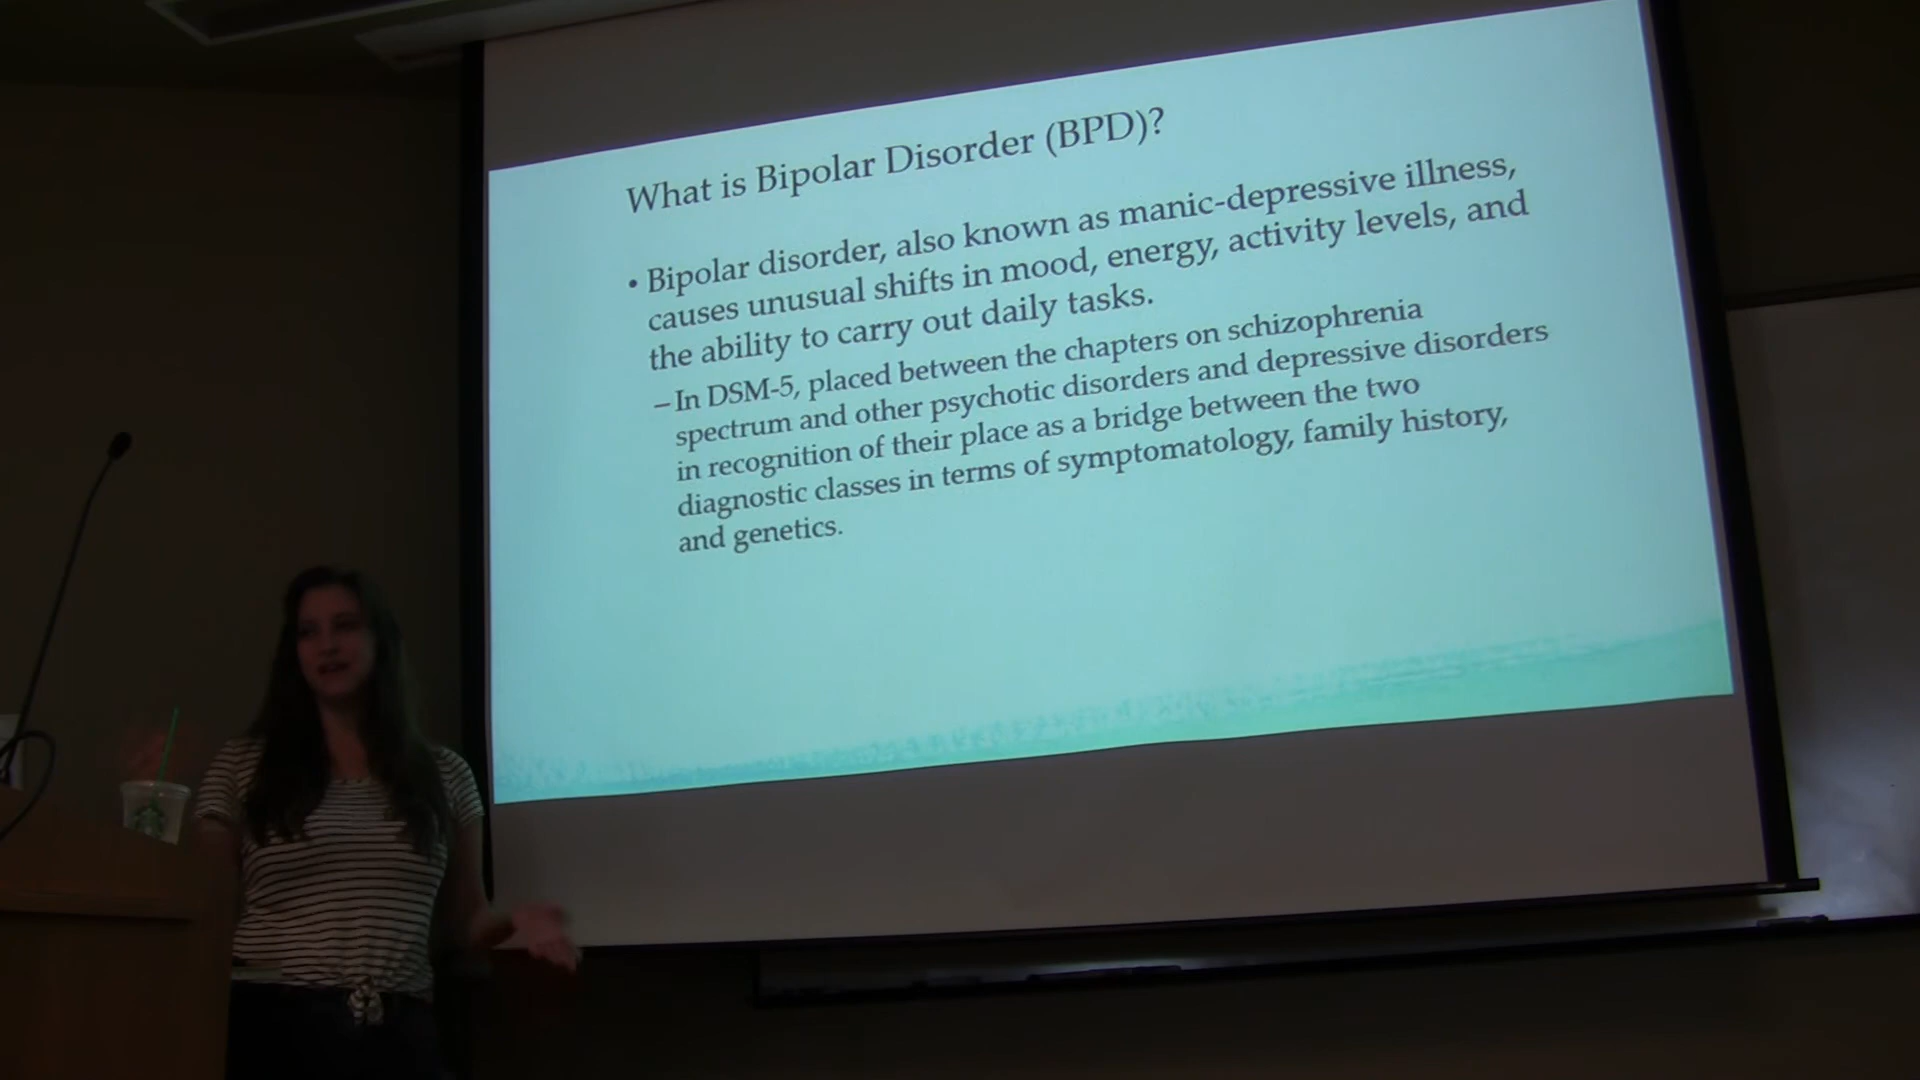 What is Bipolar Disorder (BPD)?
• Bipolar disorder, also known as manic-depressive illness,
causes unusual shifts in mood, energy, activity levels, and
the ability to carry out daily tasks.
– In DSM-5, placed between the chapters on schizophrenia
spectrum and other psychotic disorders and depressive disorders
in recognition of their place as a bridge between the two
diagnostic classes in terms of symptomatology, family history,
and genetics.